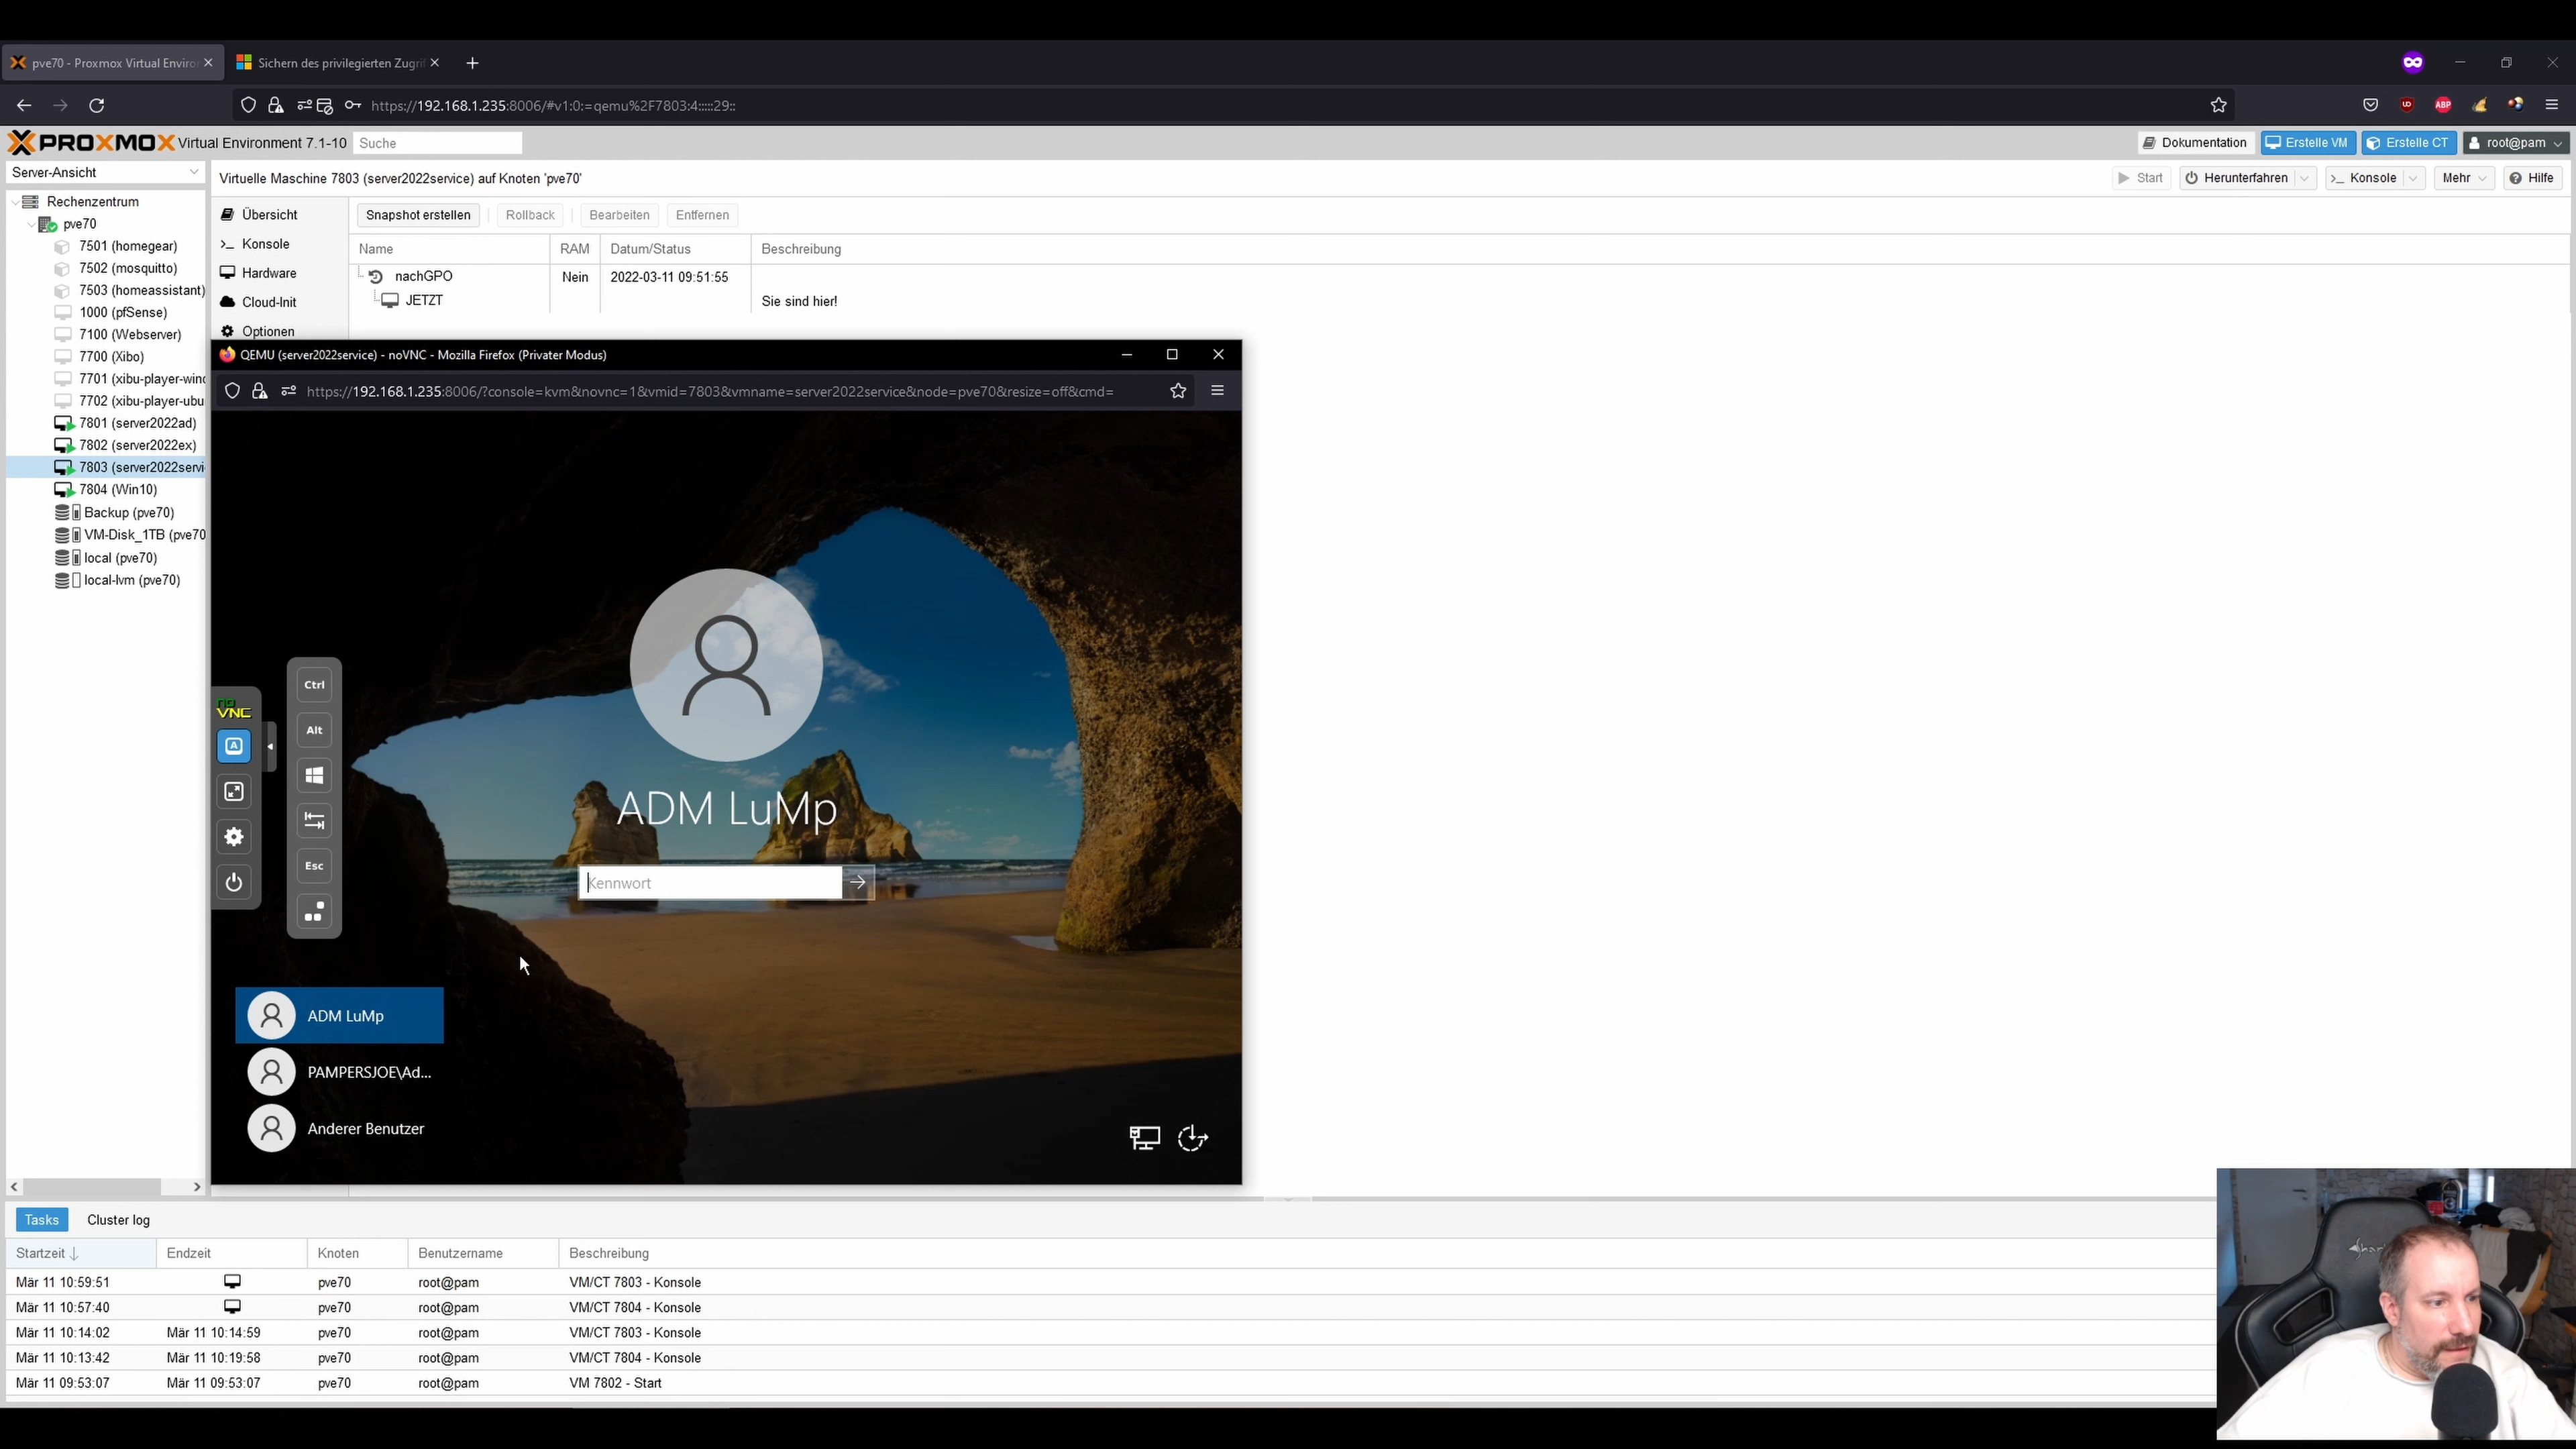 pve70 - Proxmox Virtual Enviro
Sichern des privilegierten Zugrif
https://192.168.1.235:8006/#v1:0:=qemu%2F7803:4:::::29::
PROXMOX Virtual Environment 7.1-10
Suche
Dokumentation
Erstelle VM
Erstelle CT
root@pam
Server-Ansicht
Virtuelle Maschine 7803 (server2022service) auf Knoten 'pve70'
Start
Herunterfahren
Konsole
Mehr
Hilfe
Rechenzentrum
pve70
7501 (homegear)
7502 (mosquitto)
7503 (homeassistant)
1000 (pfSense)
7100 (Webserver)
7700 (Xibo)
7701 (xibu-player-wind
7702 (xibu-player-ubu
7801 (server2022ad)
7802 (server2022ex)
7803 (server2022servi
7804 (Win10)
Backup (pve70)
VM-Disk_1TB (pve70
local (pve70)
local-lvm (pve70)
Übersicht
Konsole
Hardware
Cloud-Init
Optionen
Snapshot erstellen
Rollback
Bearbeiten
Entfernen
Name
RAM
Datum/Status
Beschreibung
nachGPO
Nein
2022-03-11 09:51:55
JETZT
Sie sind hier!
QEMU (server2022service) - noVNC - Mozilla Firefox (Privater Modus)
https://192.168.1.235:8006/?console=kvm&novnc=1&vmid=7803&vmname=server2022service&node=pve70&resize=off&cmd=
no
VNC
A
Ctrl
Alt
Esc
ADM LuMp
Kennwort
ADM LuMp
PAMPERSJOE\Ad...
Anderer Benutzer
Tasks
Cluster log
Startzeit
Endzeit
Knoten
Benutzername
Beschreibung
Mär 11 10:59:51 pve70 root@pam VM/CT 7803 - Konsole
Mär 11 10:57:40 pve70 root@pam VM/CT 7804 - Konsole
Mär 11 10:14:02 Mär 11 10:14:59 pve70 root@pam VM/CT 7803 - Konsole
Mär 11 10:13:42 Mär 11 10:19:58 pve70 root@pam VM/CT 7804 - Konsole
Mär 11 09:53:07 Mär 11 09:53:07 pve70 root@pam VM 7802 - Start